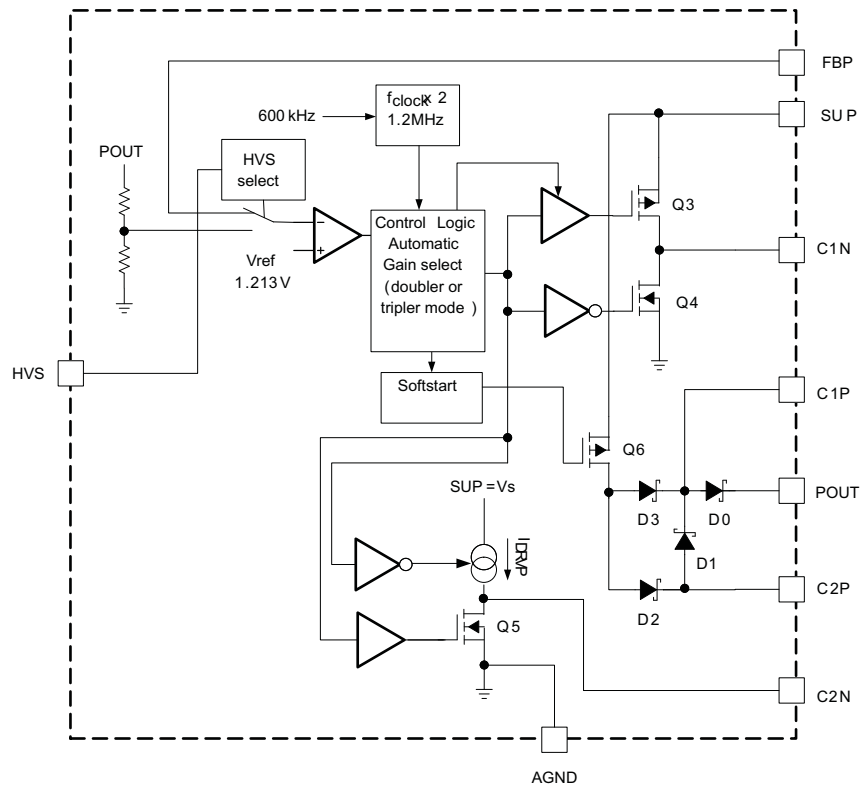 FBP
f clock x 2
1.2MHz
600 kHz
SUP
POUT
HVS
select
Q3
Control Logic
Automatic
Gain select
(doubler or
tripler mode )
C1N
Vref
1.213 V
Q4
HVS
Softstart
C1P
Q6
SUP =Vs
POUT
D3
D0
IDRVP
D1
C2P
D2
Q5
C2N
AGND